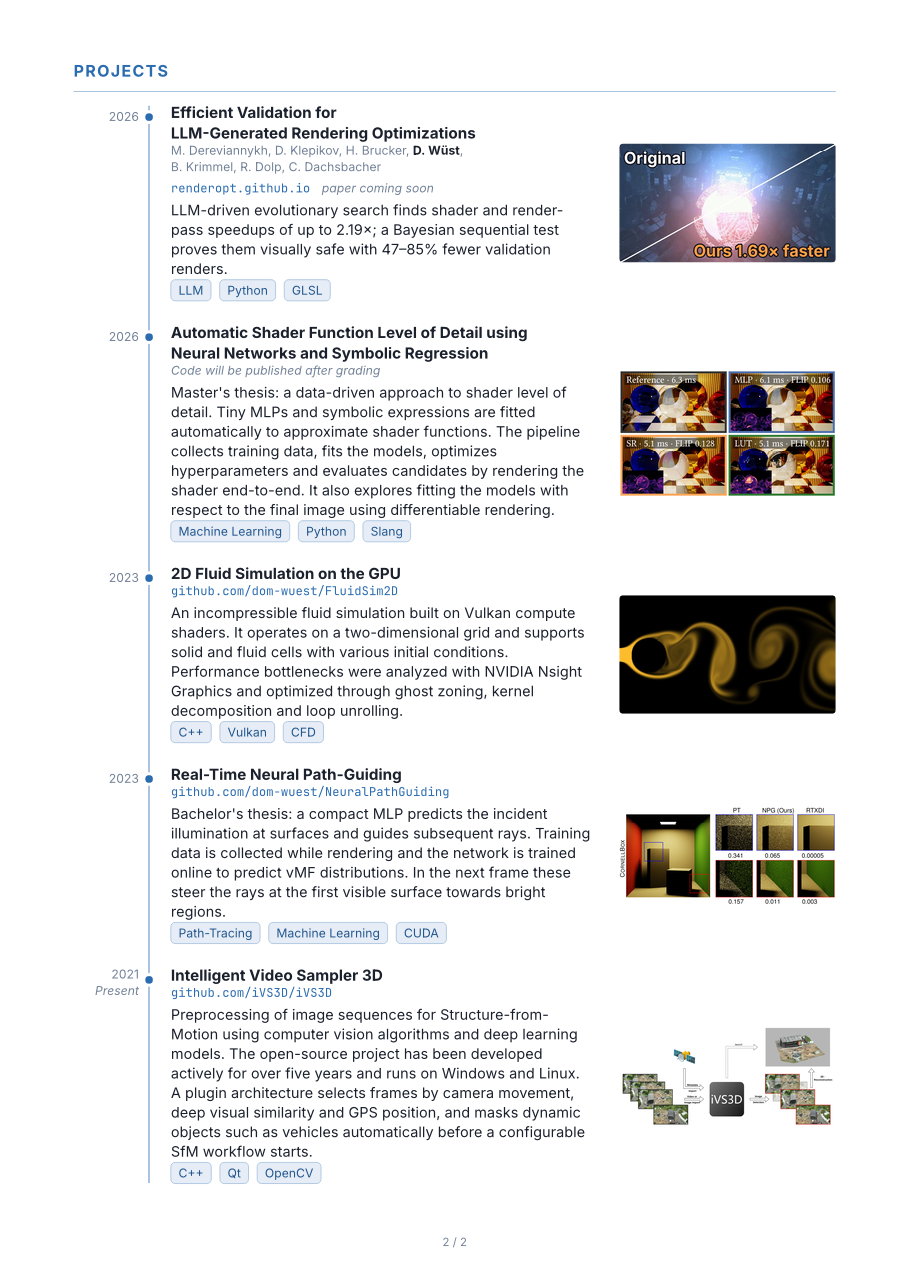 PROJECTS
2026
Efficient Validation for
LLM-Generated Rendering Optimizations
M. Dereviannykh, D. Klepikov, H. Brucker, D. Wüst,
B. Krimmel, R. Dolp, C. Dachsbacher
renderopt.github.io paper coming soon
LLM-driven evolutionary search finds shader and render-
pass speedups of up to 2.19×; a Bayesian sequential test
proves them visually safe with 47–85% fewer validation
renders.
LLM Python GLSL
Original
Ours 1.69× faster
2026
Automatic Shader Function Level of Detail using
Neural Networks and Symbolic Regression
Code will be published after grading
Master's thesis: a data-driven approach to shader level of
detail. Tiny MLPs and symbolic expressions are fitted
automatically to approximate shader functions. The pipeline
collects training data, fits the models, optimizes
hyperparameters and evaluates candidates by rendering the
shader end-to-end. It also explores fitting the models with
respect to the final image using differentiable rendering.
Machine Learning Python Slang
Reference · 6.3 ms
MLP · 6.1 ms · FLIP 0.106
SR · 5.1 ms · FLIP 0.128
LUT · 5.1 ms · FLIP 0.171
2023
2D Fluid Simulation on the GPU
github.com/dom-wuest/FluidSim2D
An incompressible fluid simulation built on Vulkan compute
shaders. It operates on a two-dimensional grid and supports
solid and fluid cells with various initial conditions.
Performance bottlenecks were analyzed with NVIDIA Nsight
Graphics and optimized through ghost zoning, kernel
decomposition and loop unrolling.
C++ Vulkan CFD
2023
Real-Time Neural Path-Guiding
github.com/dom-wuest/NeuralPathGuiding
Bachelor's thesis: a compact MLP predicts the incident
illumination at surfaces and guides subsequent rays. Training
data is collected while rendering and the network is trained
online to predict vMF distributions. In the next frame these
steer the rays at the first visible surface towards bright
regions.
Path-Tracing Machine Learning CUDA
CORNELLBOX
PT NPG (Ours) RTXDI
0.341 0.065 0.00005
0.157 0.011 0.003
2021
Present
Intelligent Video Sampler 3D
github.com/iVS3D/iVS3D
Preprocessing of image sequences for Structure-from-
Motion using computer vision algorithms and deep learning
models. The open-source project has been developed
actively for over five years and runs on Windows and Linux.
A plugin architecture selects frames by camera movement,
deep visual similarity and GPS position, and masks dynamic
objects such as vehicles automatically before a configurable
SfM workflow starts.
C++ Qt OpenCV
iVS3D
2 / 2